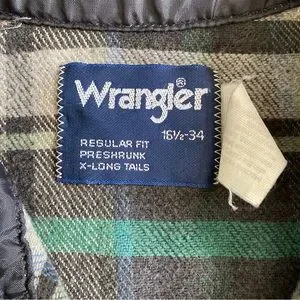 Wrangler®
16½-34
REGULAR FIT
PRESHRUNK
X-LONG TAILS